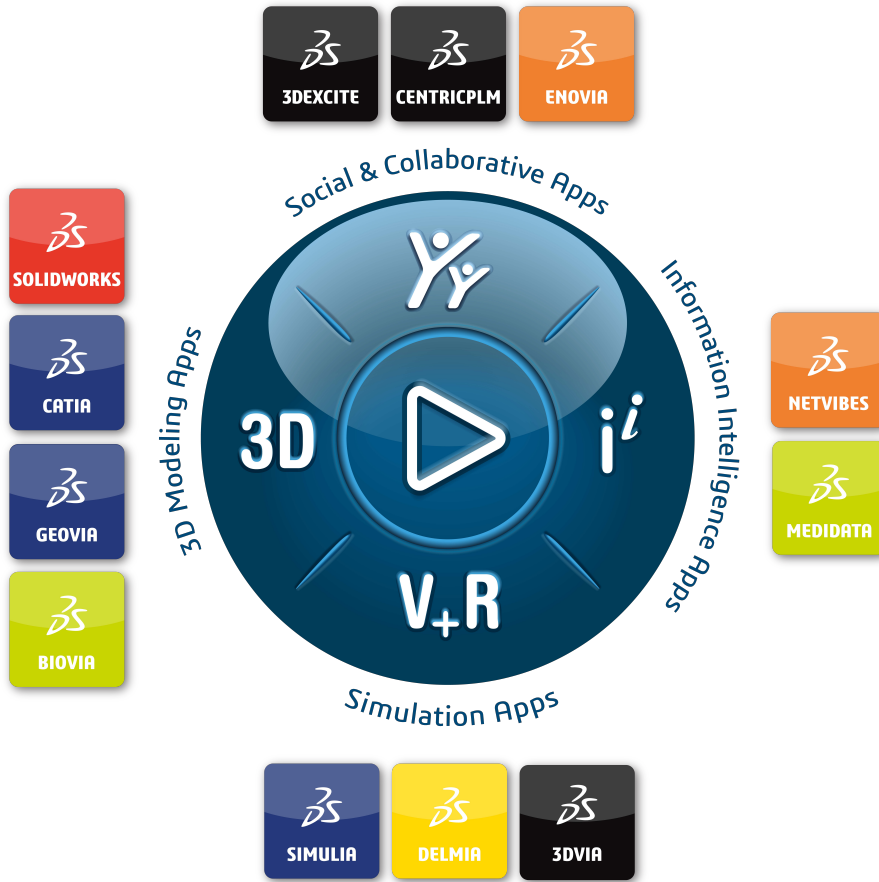 3DEXCITE
CENTRICPLM
ENOVIA
Social & Collaborative Apps
SOLIDWORKS
CATIA
GEOVIA
BIOVIA
3D Modeling Apps
3D
i i
V+R
Information Intelligence Apps
NETVIBES
MEDIDATA
Simulation Apps
SIMULIA
DELMIA
3DVIA